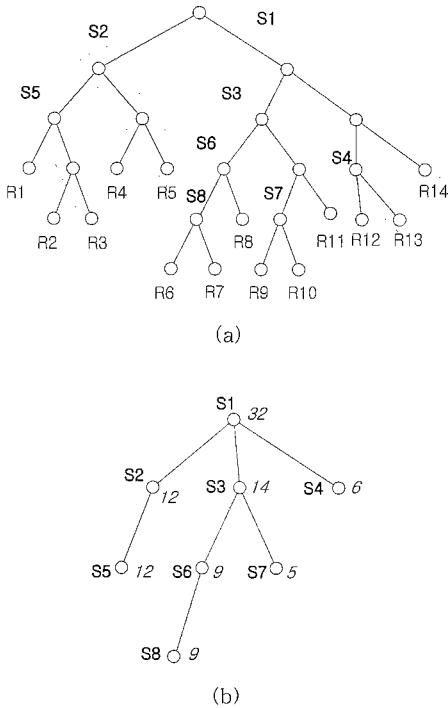 S2 S1
S5 S3
S6
R1 R4 R5 S4 R14
S8 S7
R2 R3 R8 R11 R12 R13
R6 R7 R9 R10
(a)
S1 32
S2 12 S3 14 S4 6
S5 12 S6 9 S7 5
S8 9
(b)